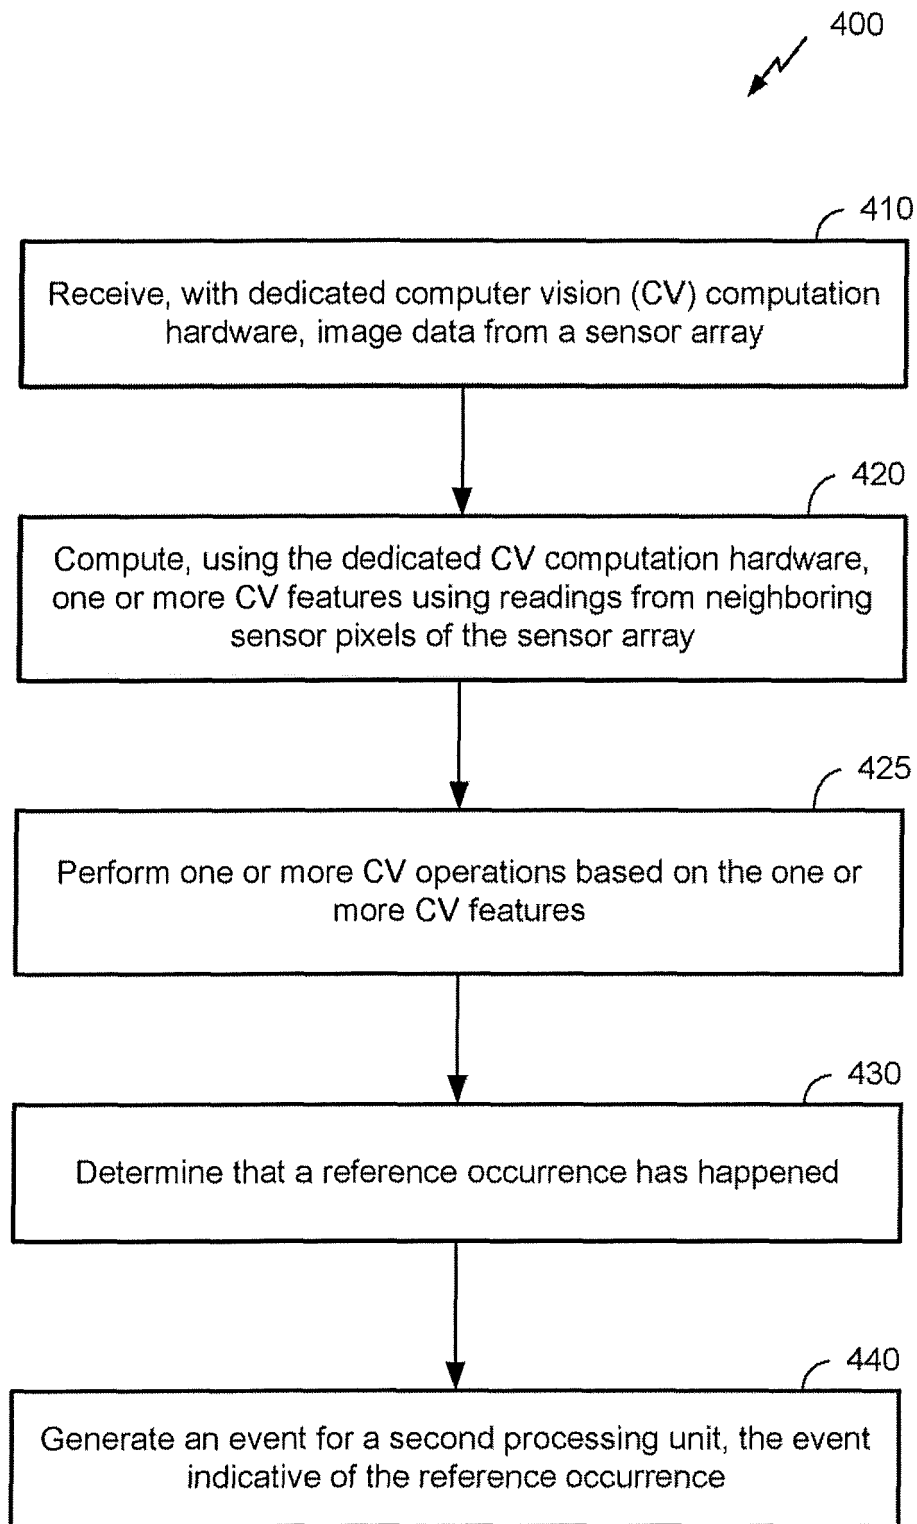 400
410
Receive, with dedicated computer vision (CV) computation
hardware, image data from a sensor array
420
Compute, using the dedicated CV computation hardware,
one or more CV features using readings from neighboring
sensor pixels of the sensor array
425
Perform one or more CV operations based on the one or
more CV features
430
Determine that a reference occurrence has happened
440
Generate an event for a second processing unit, the event
indicative of the reference occurrence